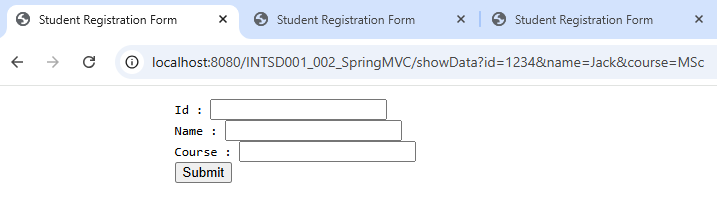 Student Registration Form Student Registration Form Student Registration Form
localhost:8080/INTSD001_002_SpringMVC/showData?id=1234&name=Jack&course=MSc
Id :
Name :
Course :
Submit